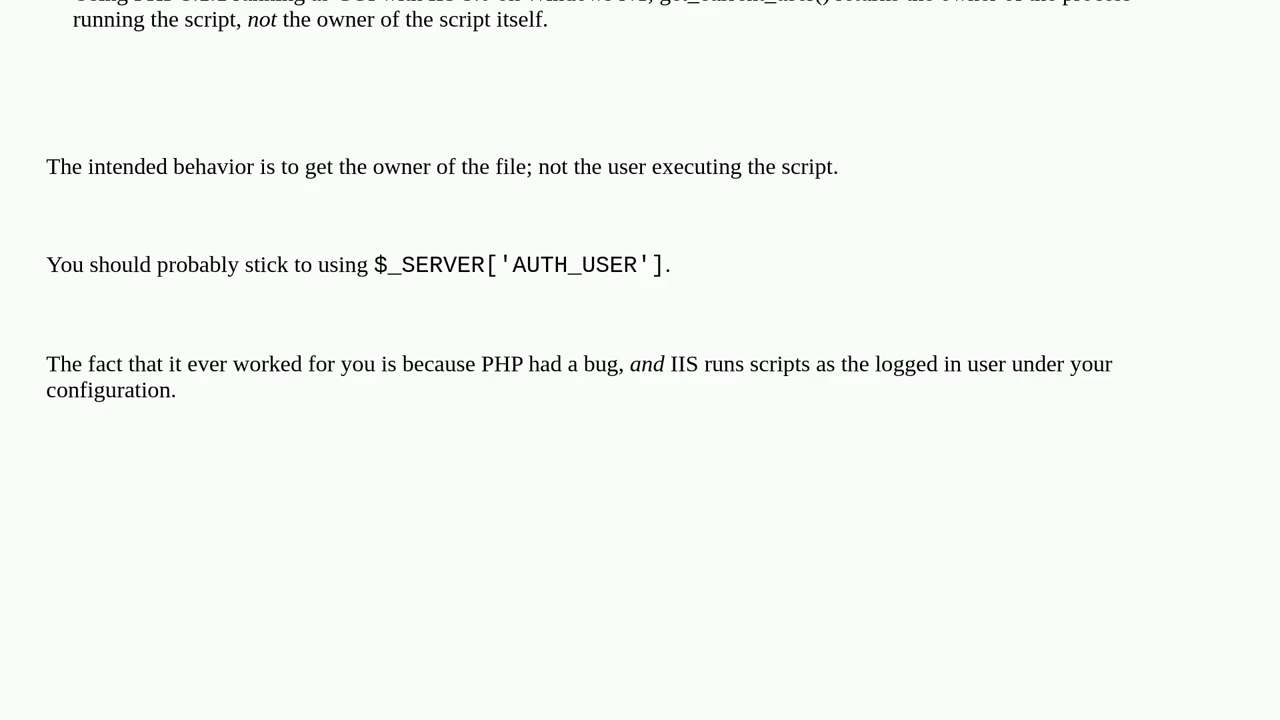 running the script, not the owner of the script itself.
The intended behavior is to get the owner of the file; not the user executing the script.
You should probably stick to using $_SERVER['AUTH_USER'].
The fact that it ever worked for you is because PHP had a bug, and IIS runs scripts as the logged in user under your
configuration.